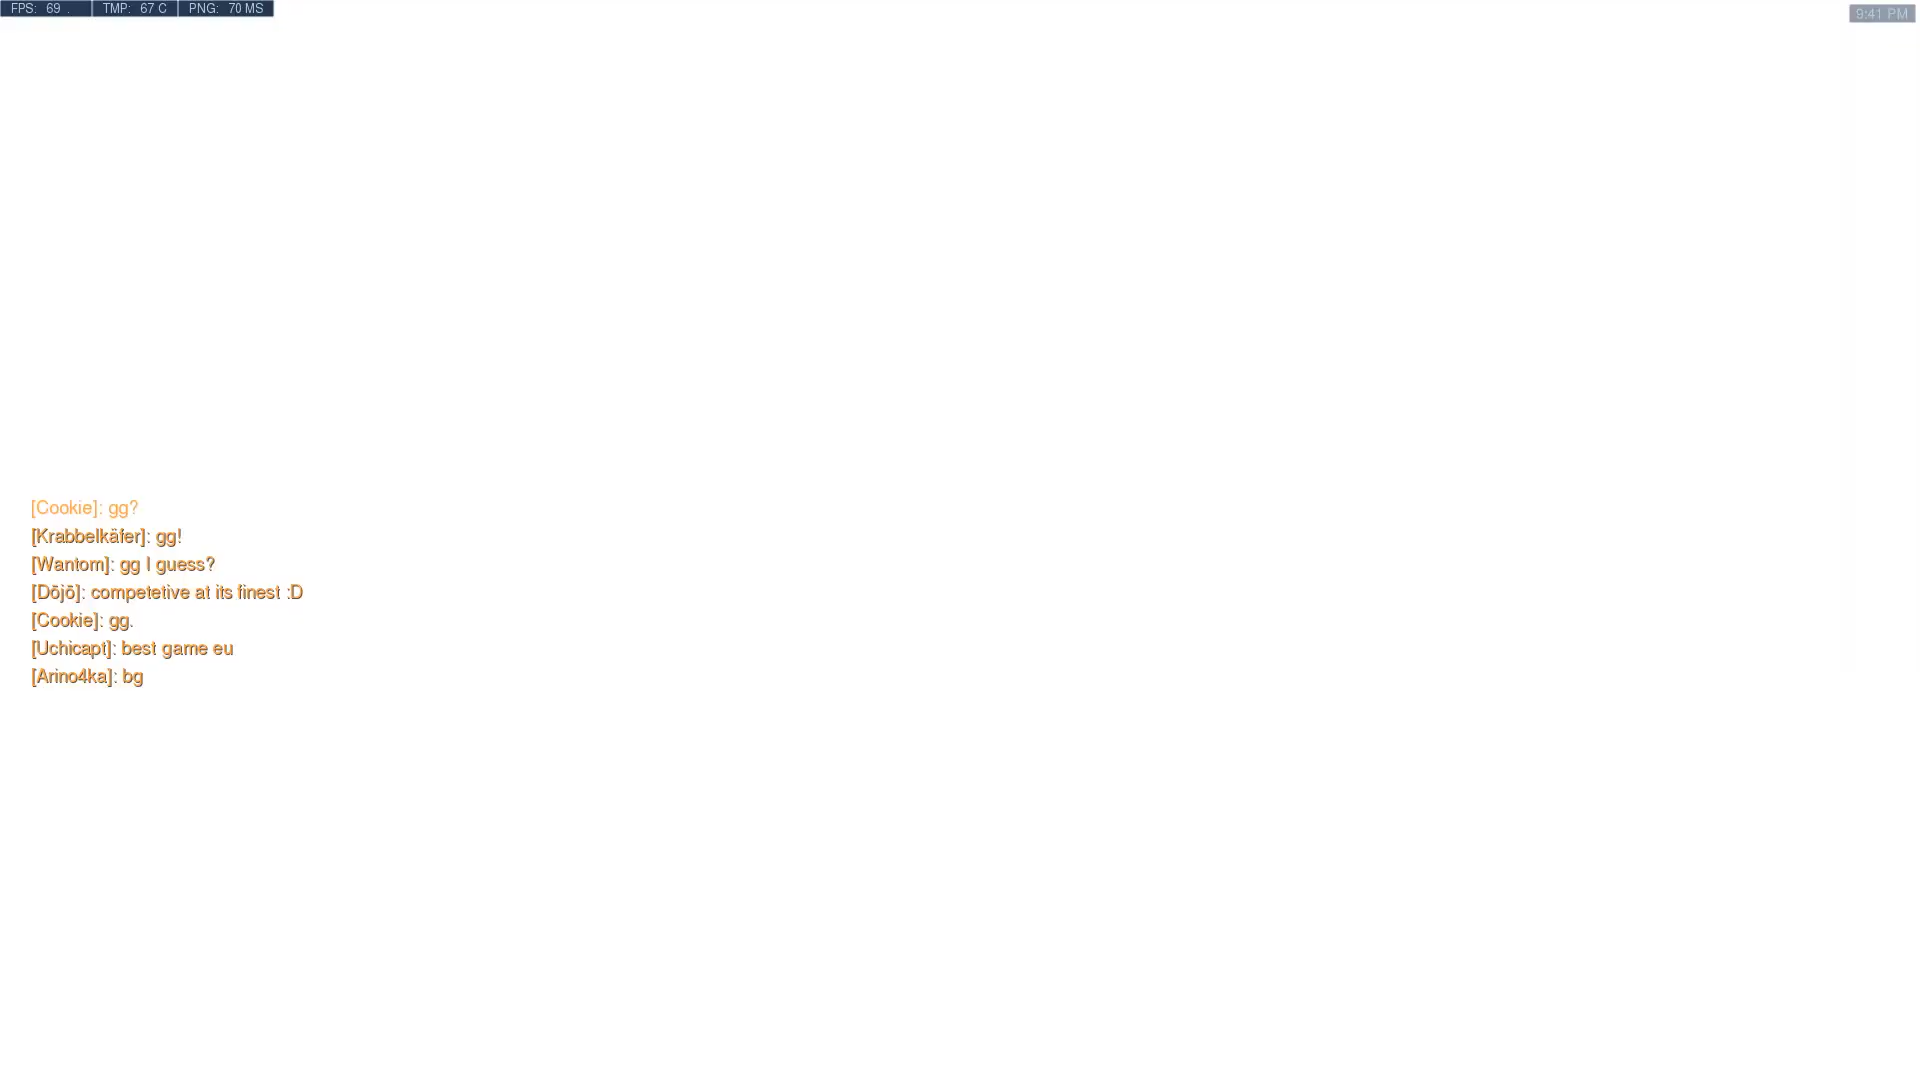 FPS: 69 . TMP: 67 C PNG: 70 MS
9:41 PM
[Cookie]: gg?
[Krabbelkäfer]: gg!
[Wantom]: gg I guess?
[Dōjō]: competetive at its finest :D
[Cookie]: gg.
[Uchicapt]: best game eu
[Arino4ka]: bg